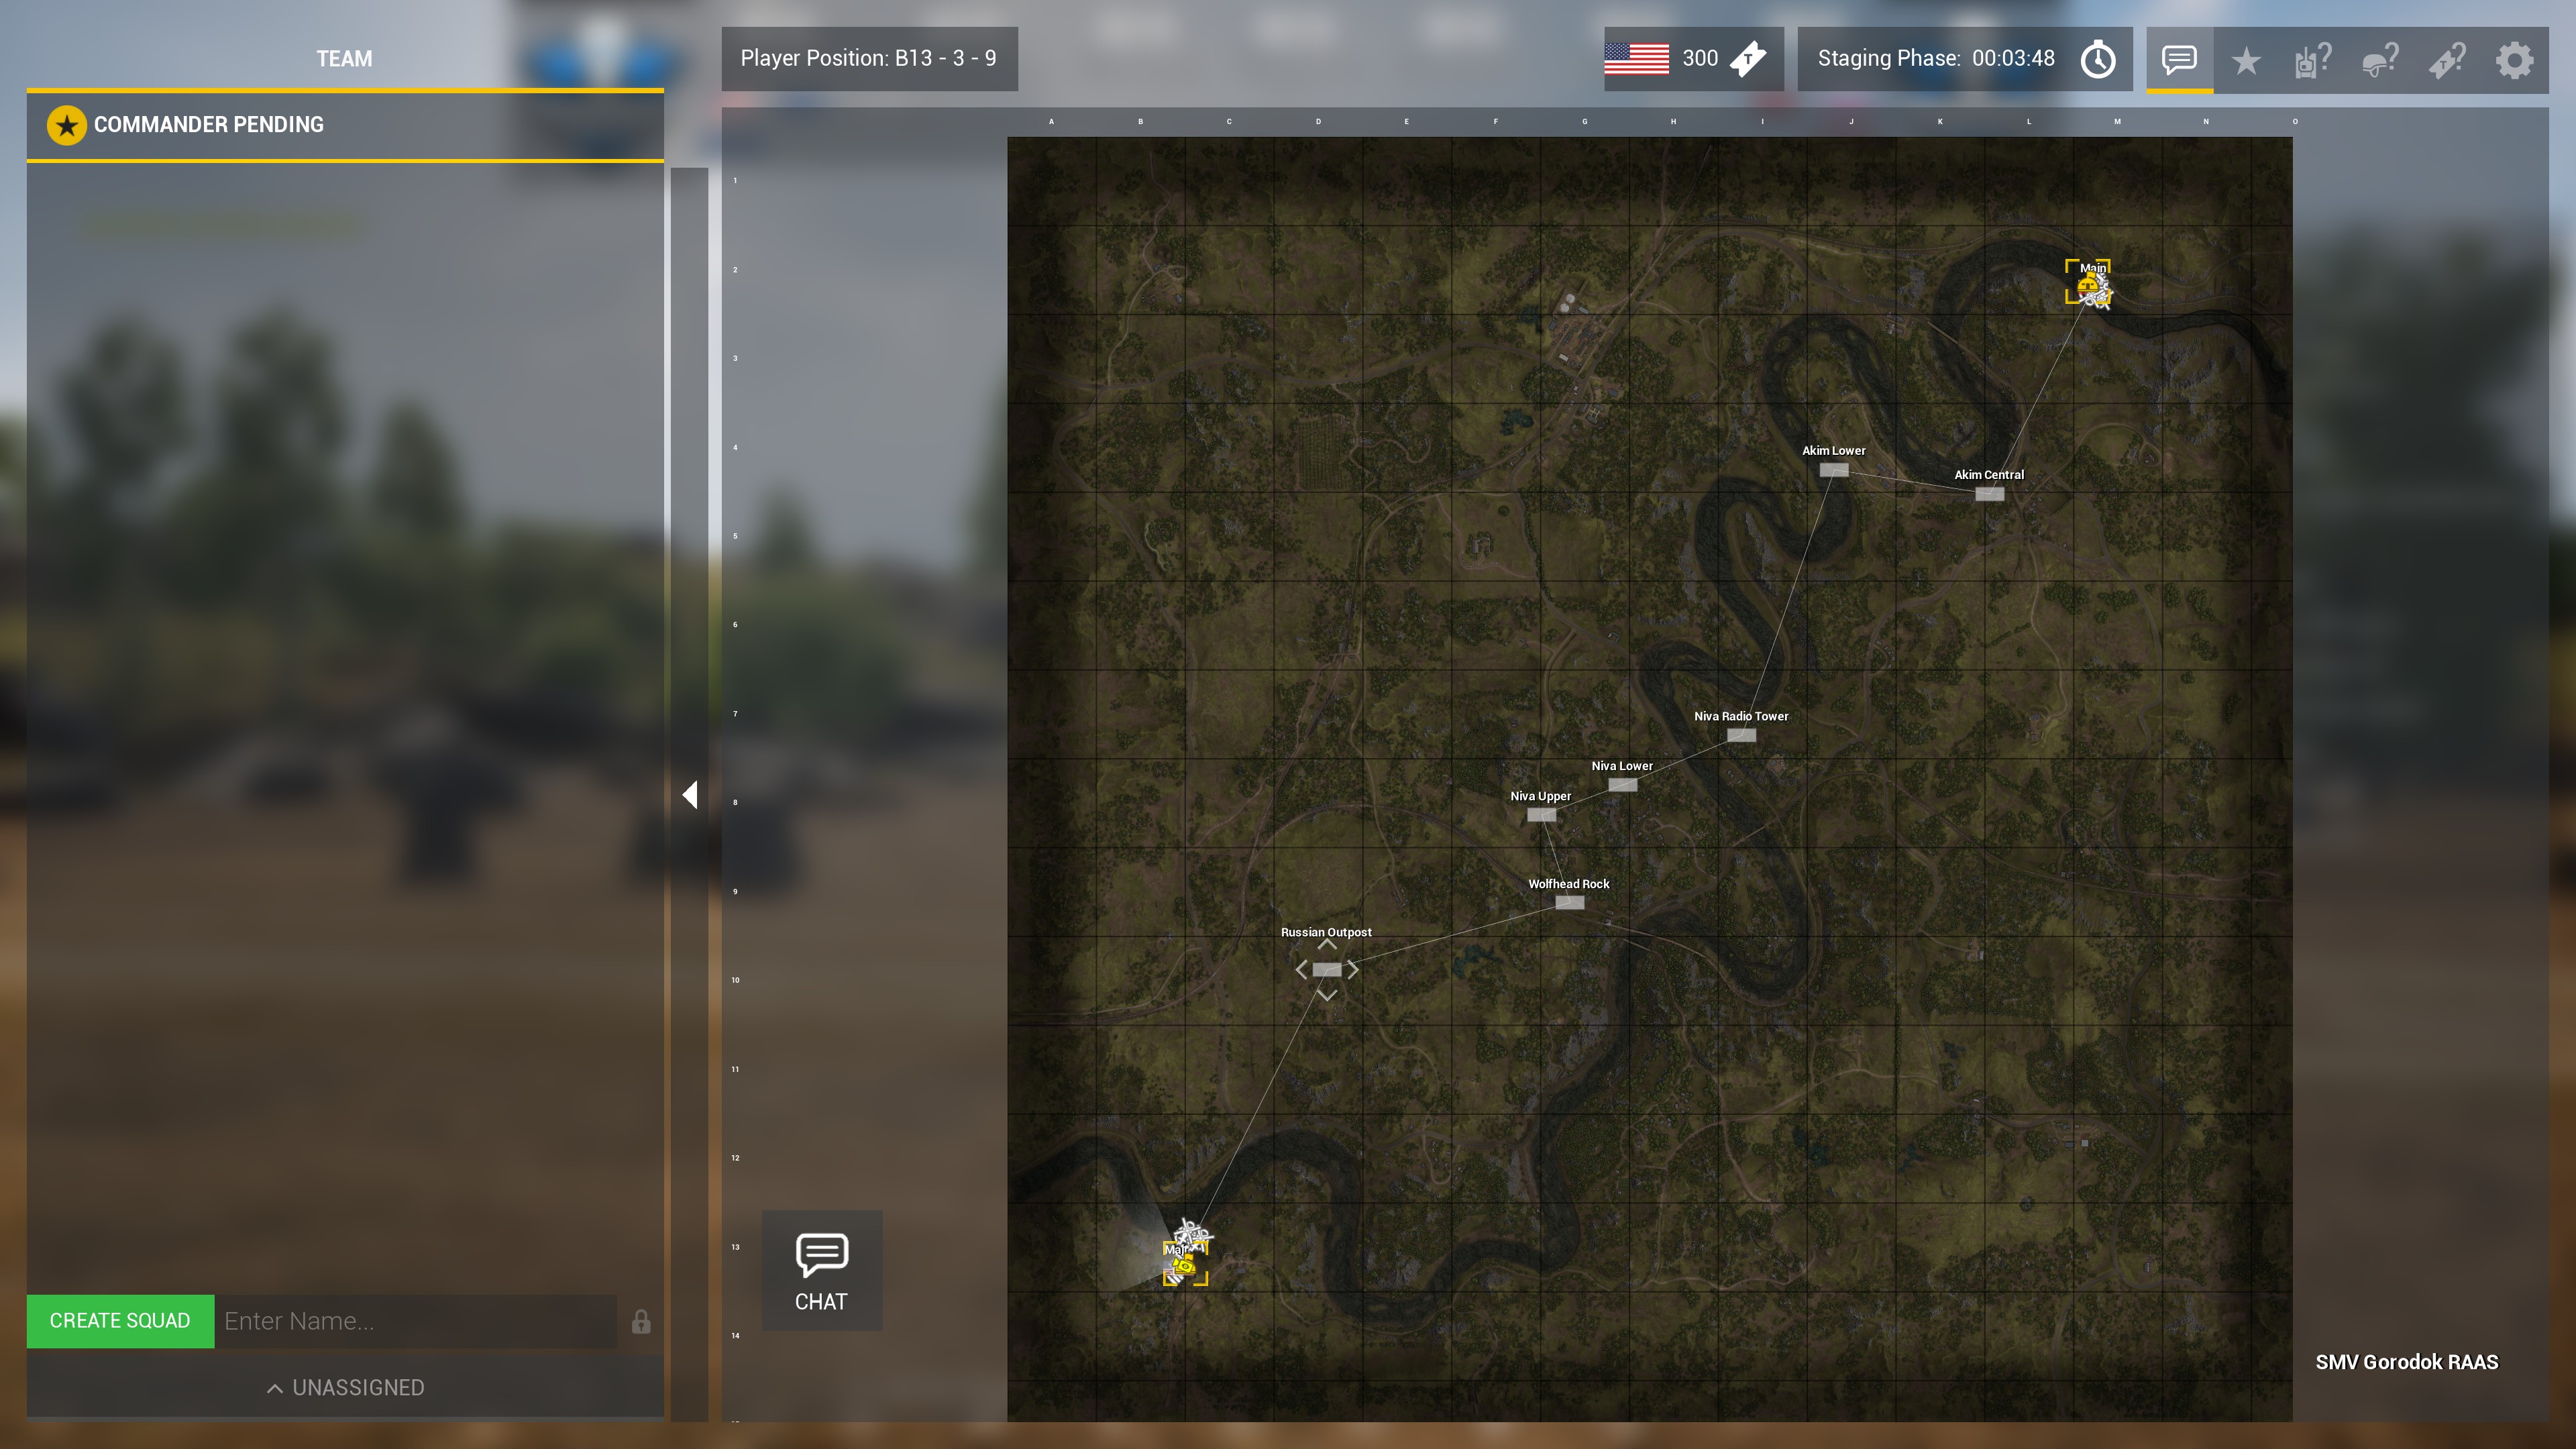 TEAM
Player Position: B13 - 3 - 9
300
T
Staging Phase: 00:03:48
? ? T ?
COMMANDER PENDING
A B C D E F G H I J K L M N O
1
2
3
4
5
6
7
8
9
10
11
12
13
14
Main
Akim Lower
Akim Central
Niva Radio Tower
Niva Lower
Niva Upper
Wolfhead Rock
Russian Outpost
Main
CHAT
CREATE SQUAD Enter Name...
UNASSIGNED
SMV Gorodok RAAS